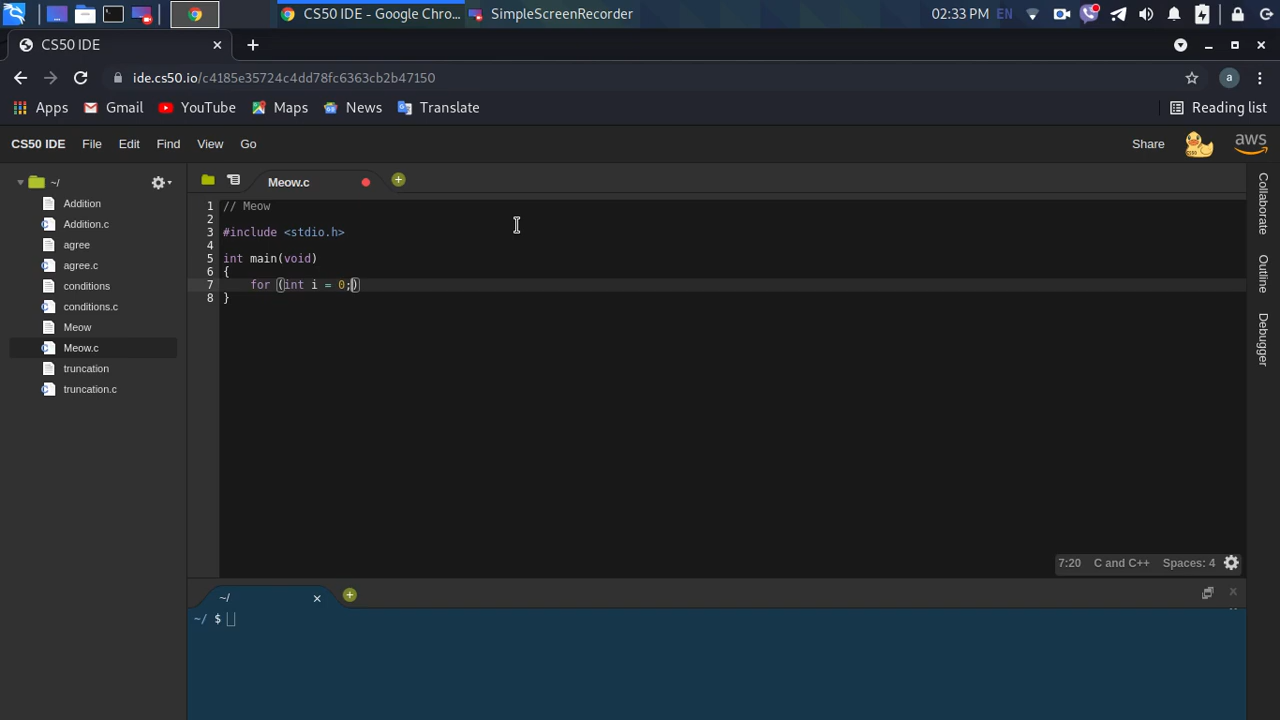 CS50 IDE - Google Chro...
SimpleScreenRecorder
02:33 PM EN
CS50 IDE
ide.cs50.io/c4185e35724c4dd78fc6363cb2b47150
a
Apps Gmail YouTube Maps News Translate Reading list
CS50 IDE File Edit Find View Go Share aws
~/
Addition
Addition.c
agree
agree.c
conditions
conditions.c
Meow
Meow.c
truncation
truncation.c
Meow.c
1 // Meow
2
3 #include <stdio.h>
4
5 int main(void)
6 {
7 for (int i = 0;)
8 }
7:20 C and C++ Spaces: 4
~/
~/ $
Collaborate
Outline
Debugger